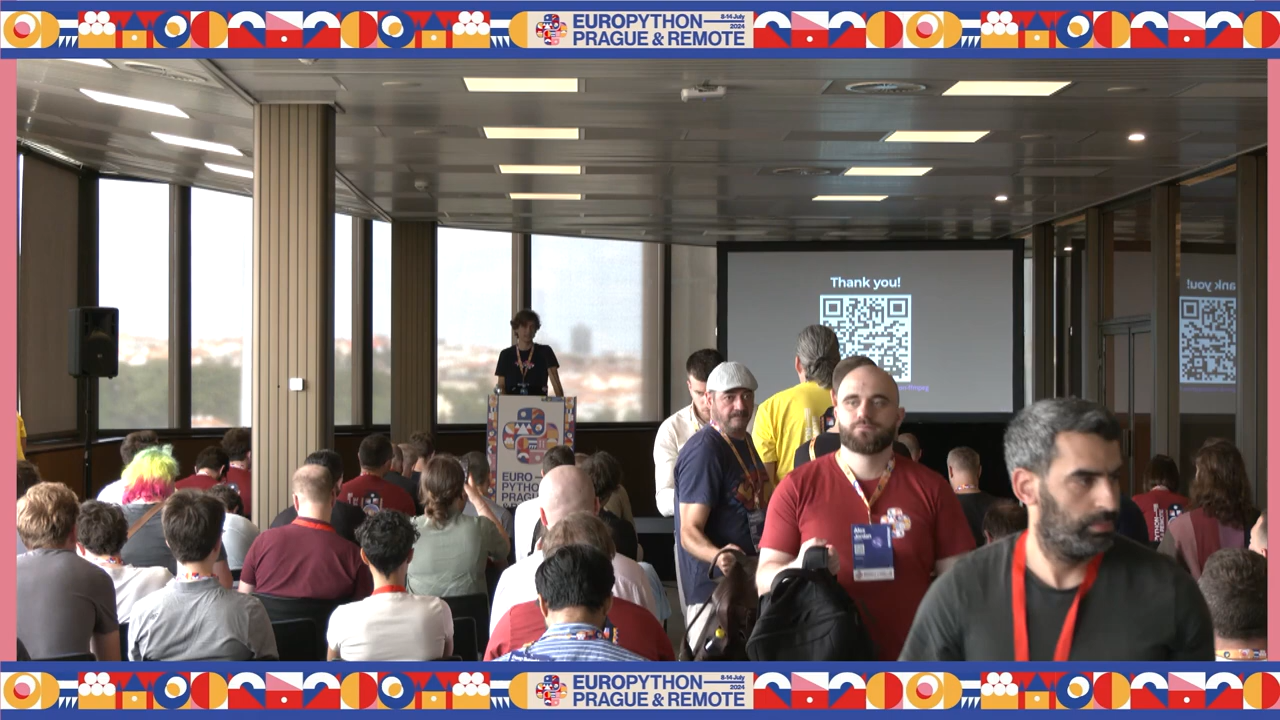 EUROPYTHON
8-14 July
2024
PRAGUE & REMOTE
Thank you!
EURO
PYTHON
PRAGUE
EUROPYTHON
8-14 July
2024
PRAGUE & REMOTE